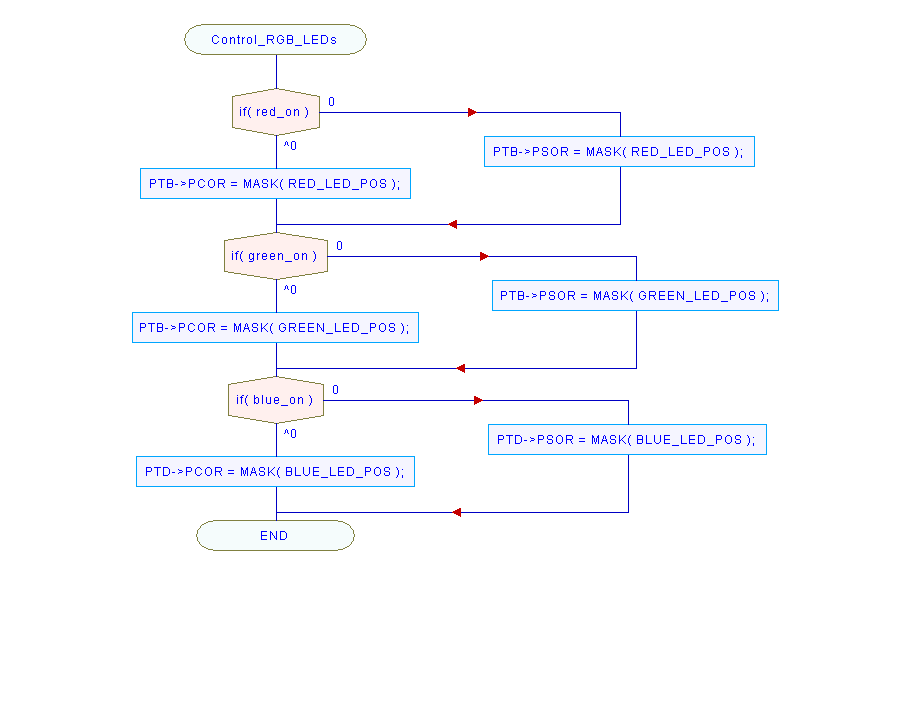 Control_RGB_LEDs
if( red_on )
0
^0
PTB->PSOR = MASK( RED_LED_POS );
PTB->PCOR = MASK( RED_LED_POS );
if( green_on )
0
^0
PTB->PSOR = MASK( GREEN_LED_POS );
PTB->PCOR = MASK( GREEN_LED_POS );
if( blue_on )
0
^0
PTD->PSOR = MASK( BLUE_LED_POS );
PTD->PCOR = MASK( BLUE_LED_POS );
END